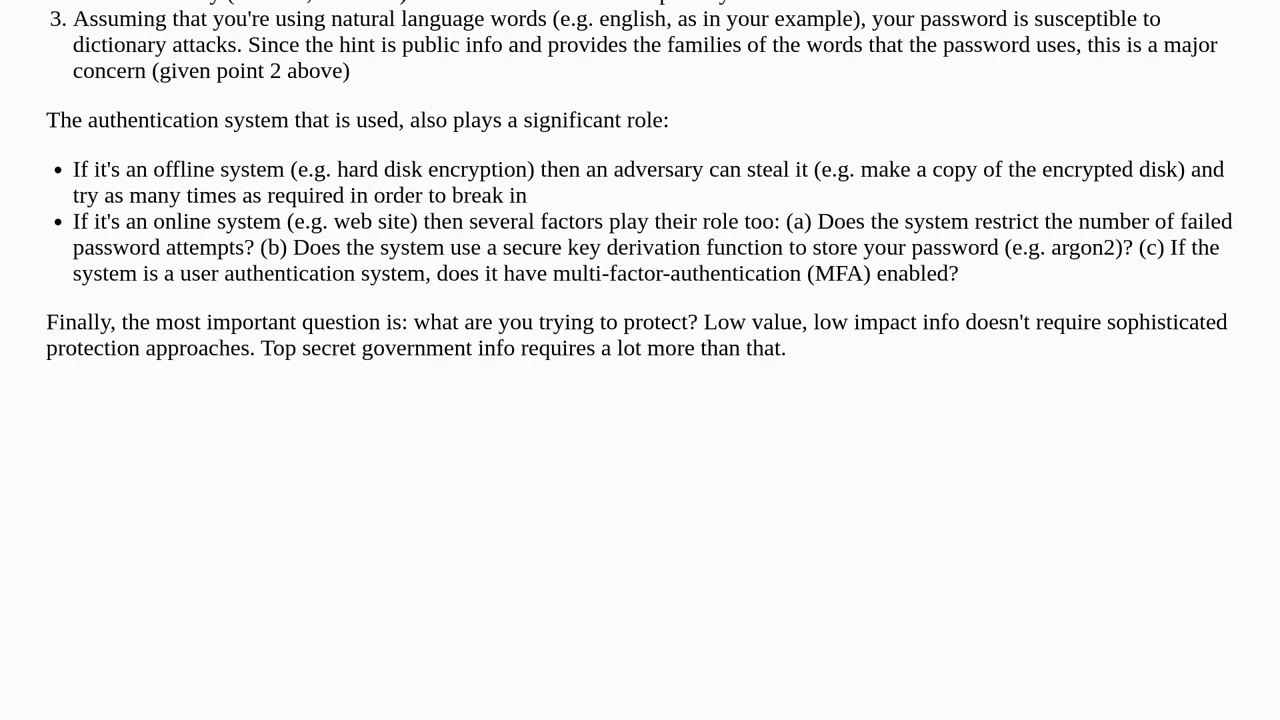 3. Assuming that you're using natural language words (e.g. english, as in your example), your password is susceptible to
dictionary attacks. Since the hint is public info and provides the families of the words that the password uses, this is a major
concern (given point 2 above)
The authentication system that is used, also plays a significant role:
• If it's an offline system (e.g. hard disk encryption) then an adversary can steal it (e.g. make a copy of the encrypted disk) and
try as many times as required in order to break in
• If it's an online system (e.g. web site) then several factors play their role too: (a) Does the system restrict the number of failed
password attempts? (b) Does the system use a secure key derivation function to store your password (e.g. argon2)? (c) If the
system is a user authentication system, does it have multi-factor-authentication (MFA) enabled?
Finally, the most important question is: what are you trying to protect? Low value, low impact info doesn't require sophisticated
protection approaches. Top secret government info requires a lot more than that.